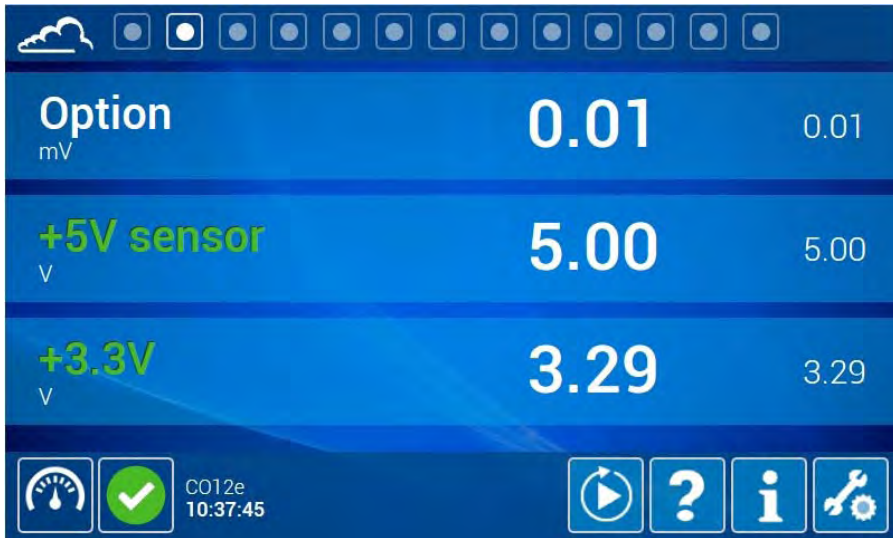 Option 0.01 0.01
mV
+5V sensor 5.00 5.00
V
+3.3V 3.29 3.29
V
CO12e
10:37:45
?
i